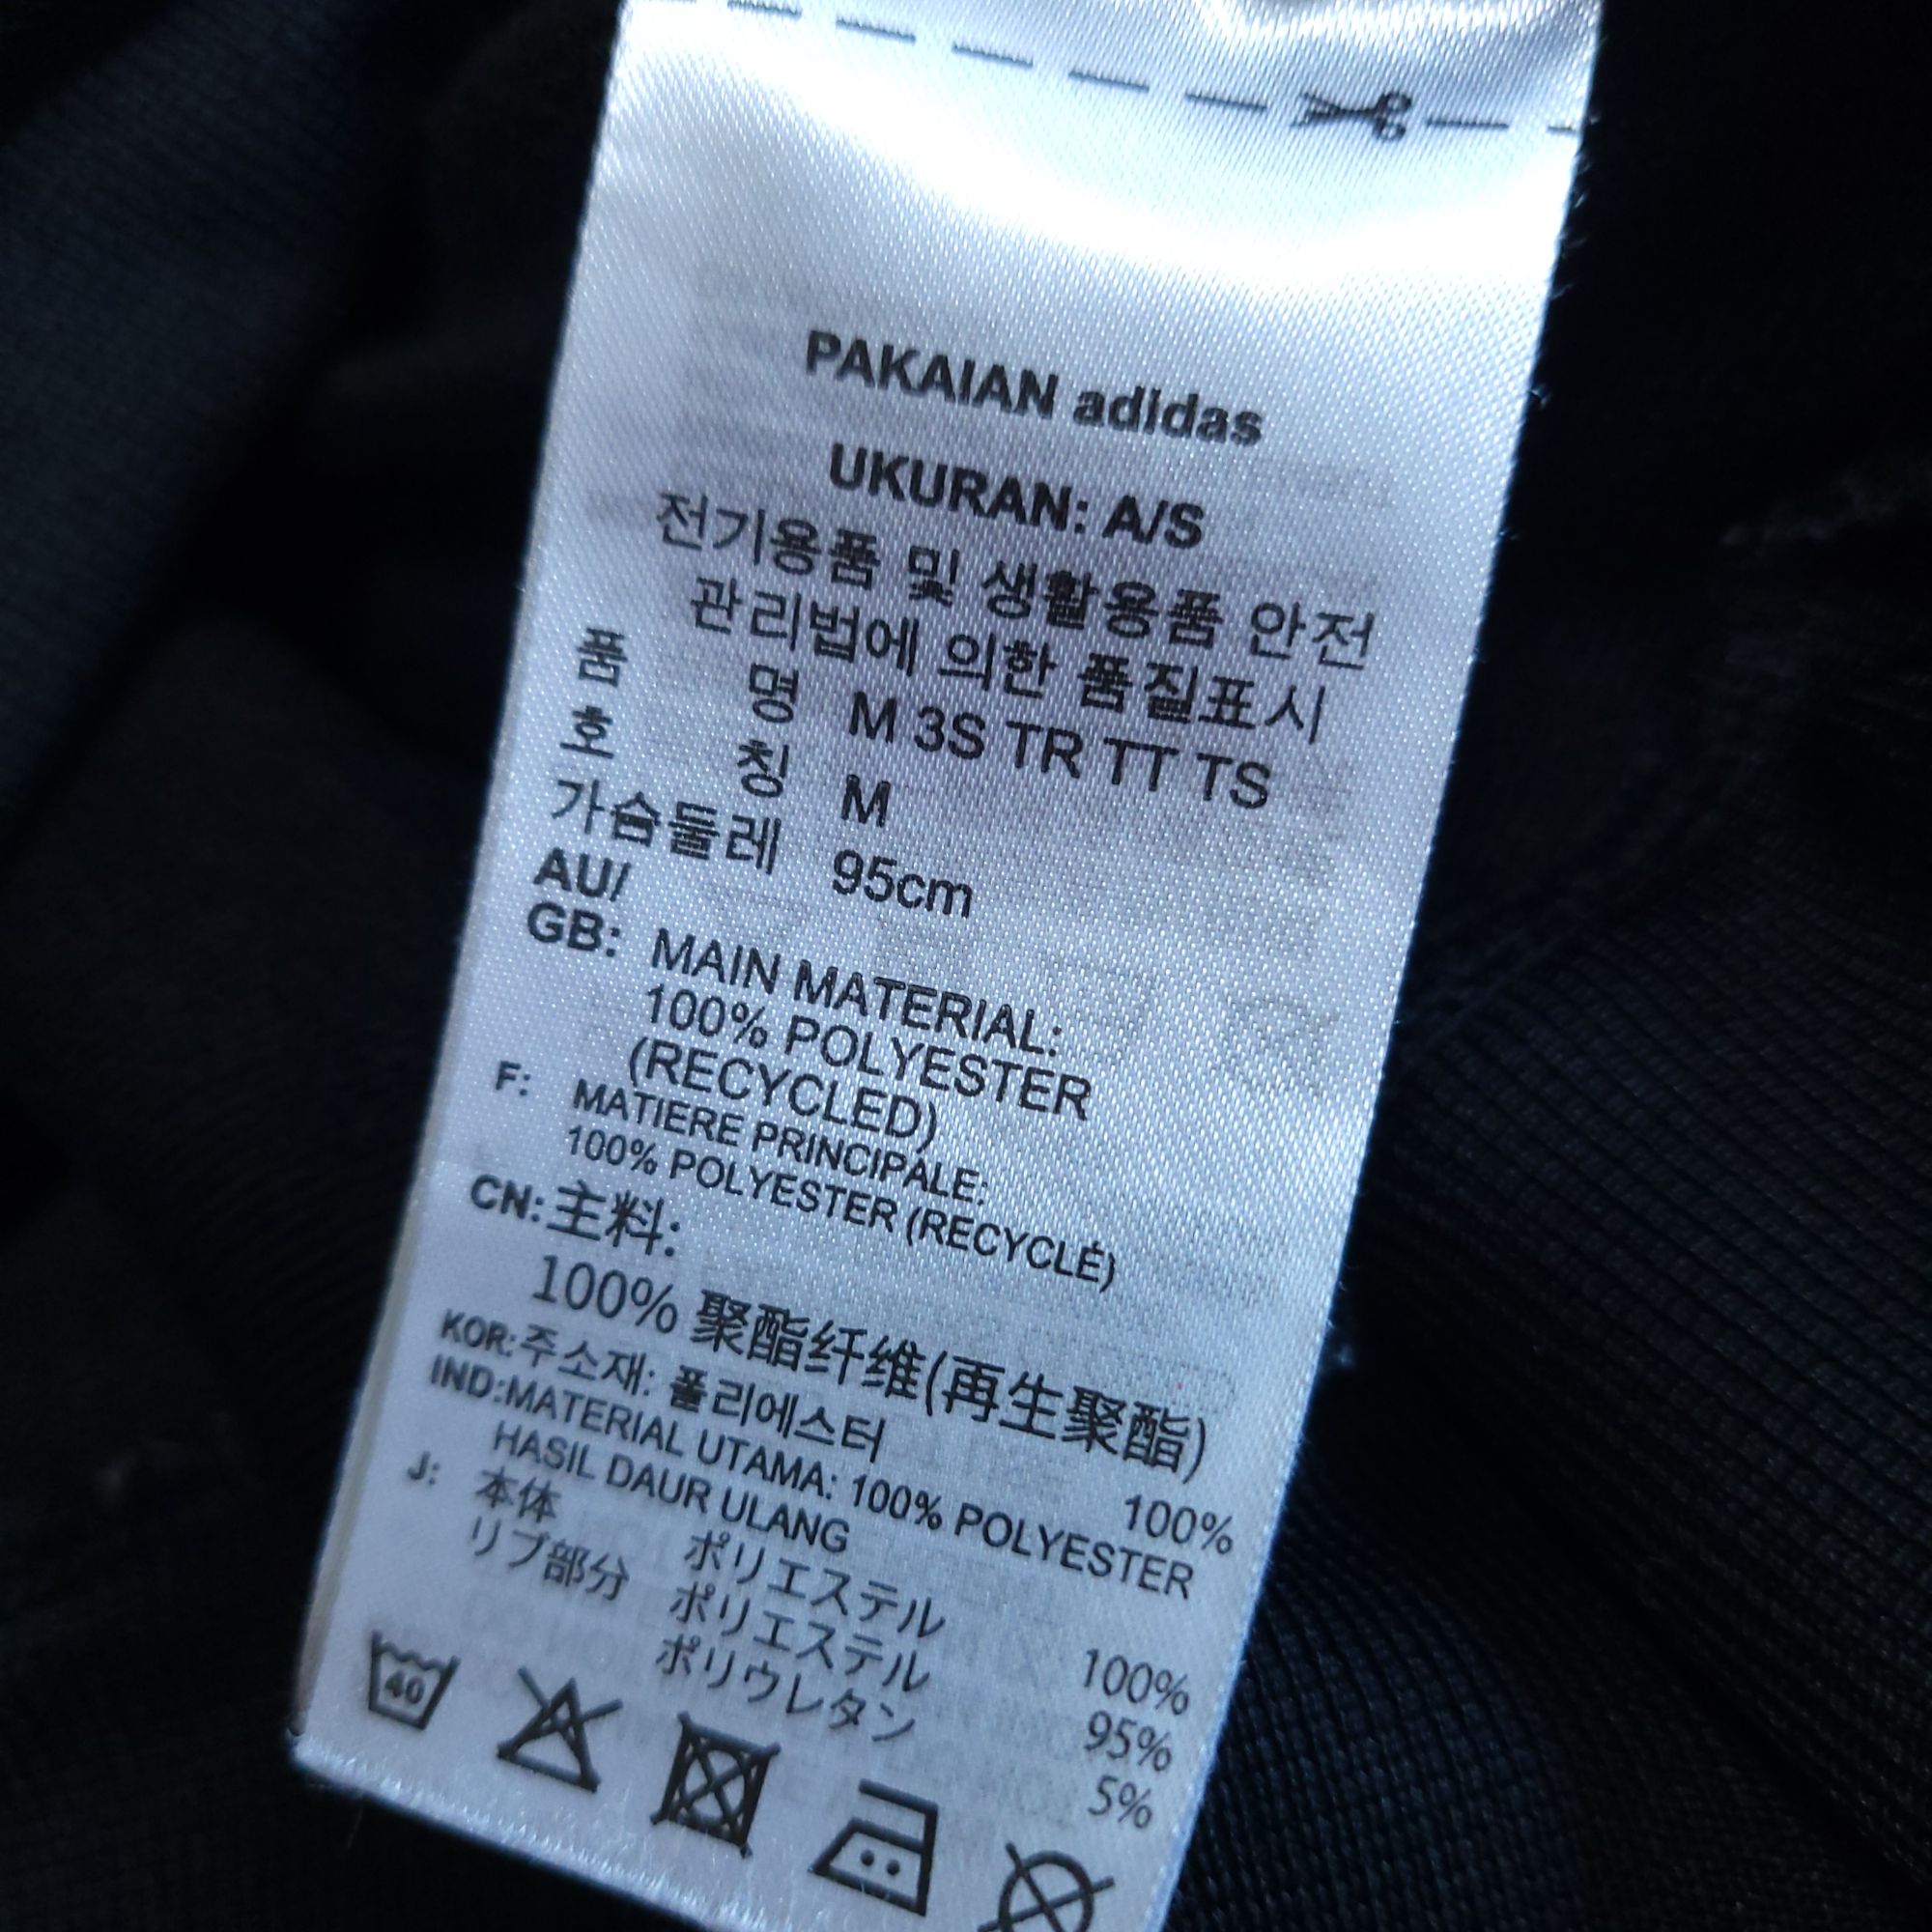 PAKAIAN adidas
UKURAN: A/S
전기용품 및 생활용품 안전
관리법에 의한 품질표시
품 명 M 3S TR TT TS
호 칭 M
가슴둘레 95cm
AU/
GB: MAIN MATERIAL:
100% POLYESTER
(RECYCLED)
F: MATIERE PRINCIPALE:
100% POLYESTER (RECYCLÉ)
CN: 主料:
100% 聚酯纤维(再生聚酯)
KOR: 주소재: 폴리에스터 100%
IND: MATERIAL UTAMA: 100% POLYESTER
HASIL DAUR ULANG
J: 本体 ポリエステル 100%
リブ部分 ポリエステル 95%
ポリウレタン 5%
40